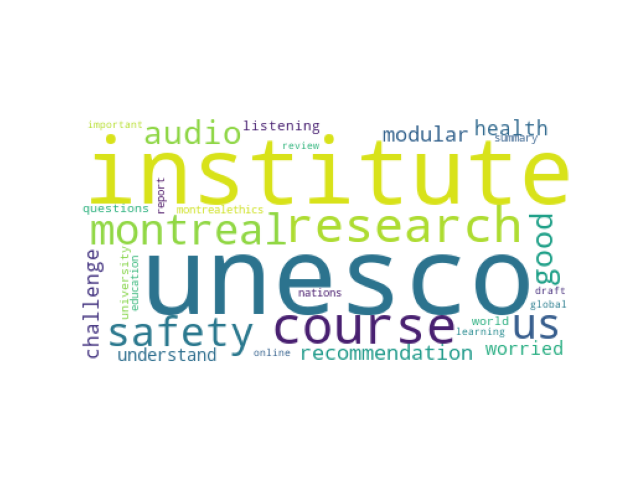 important
audio
listening
modular
health
summary
review
institute
questions
report
montrealethics
montreal
research
good
challenge
university
education
unesco
nations
draft
global
safety
course
us
world
learning
understand
online
recommendation
worried